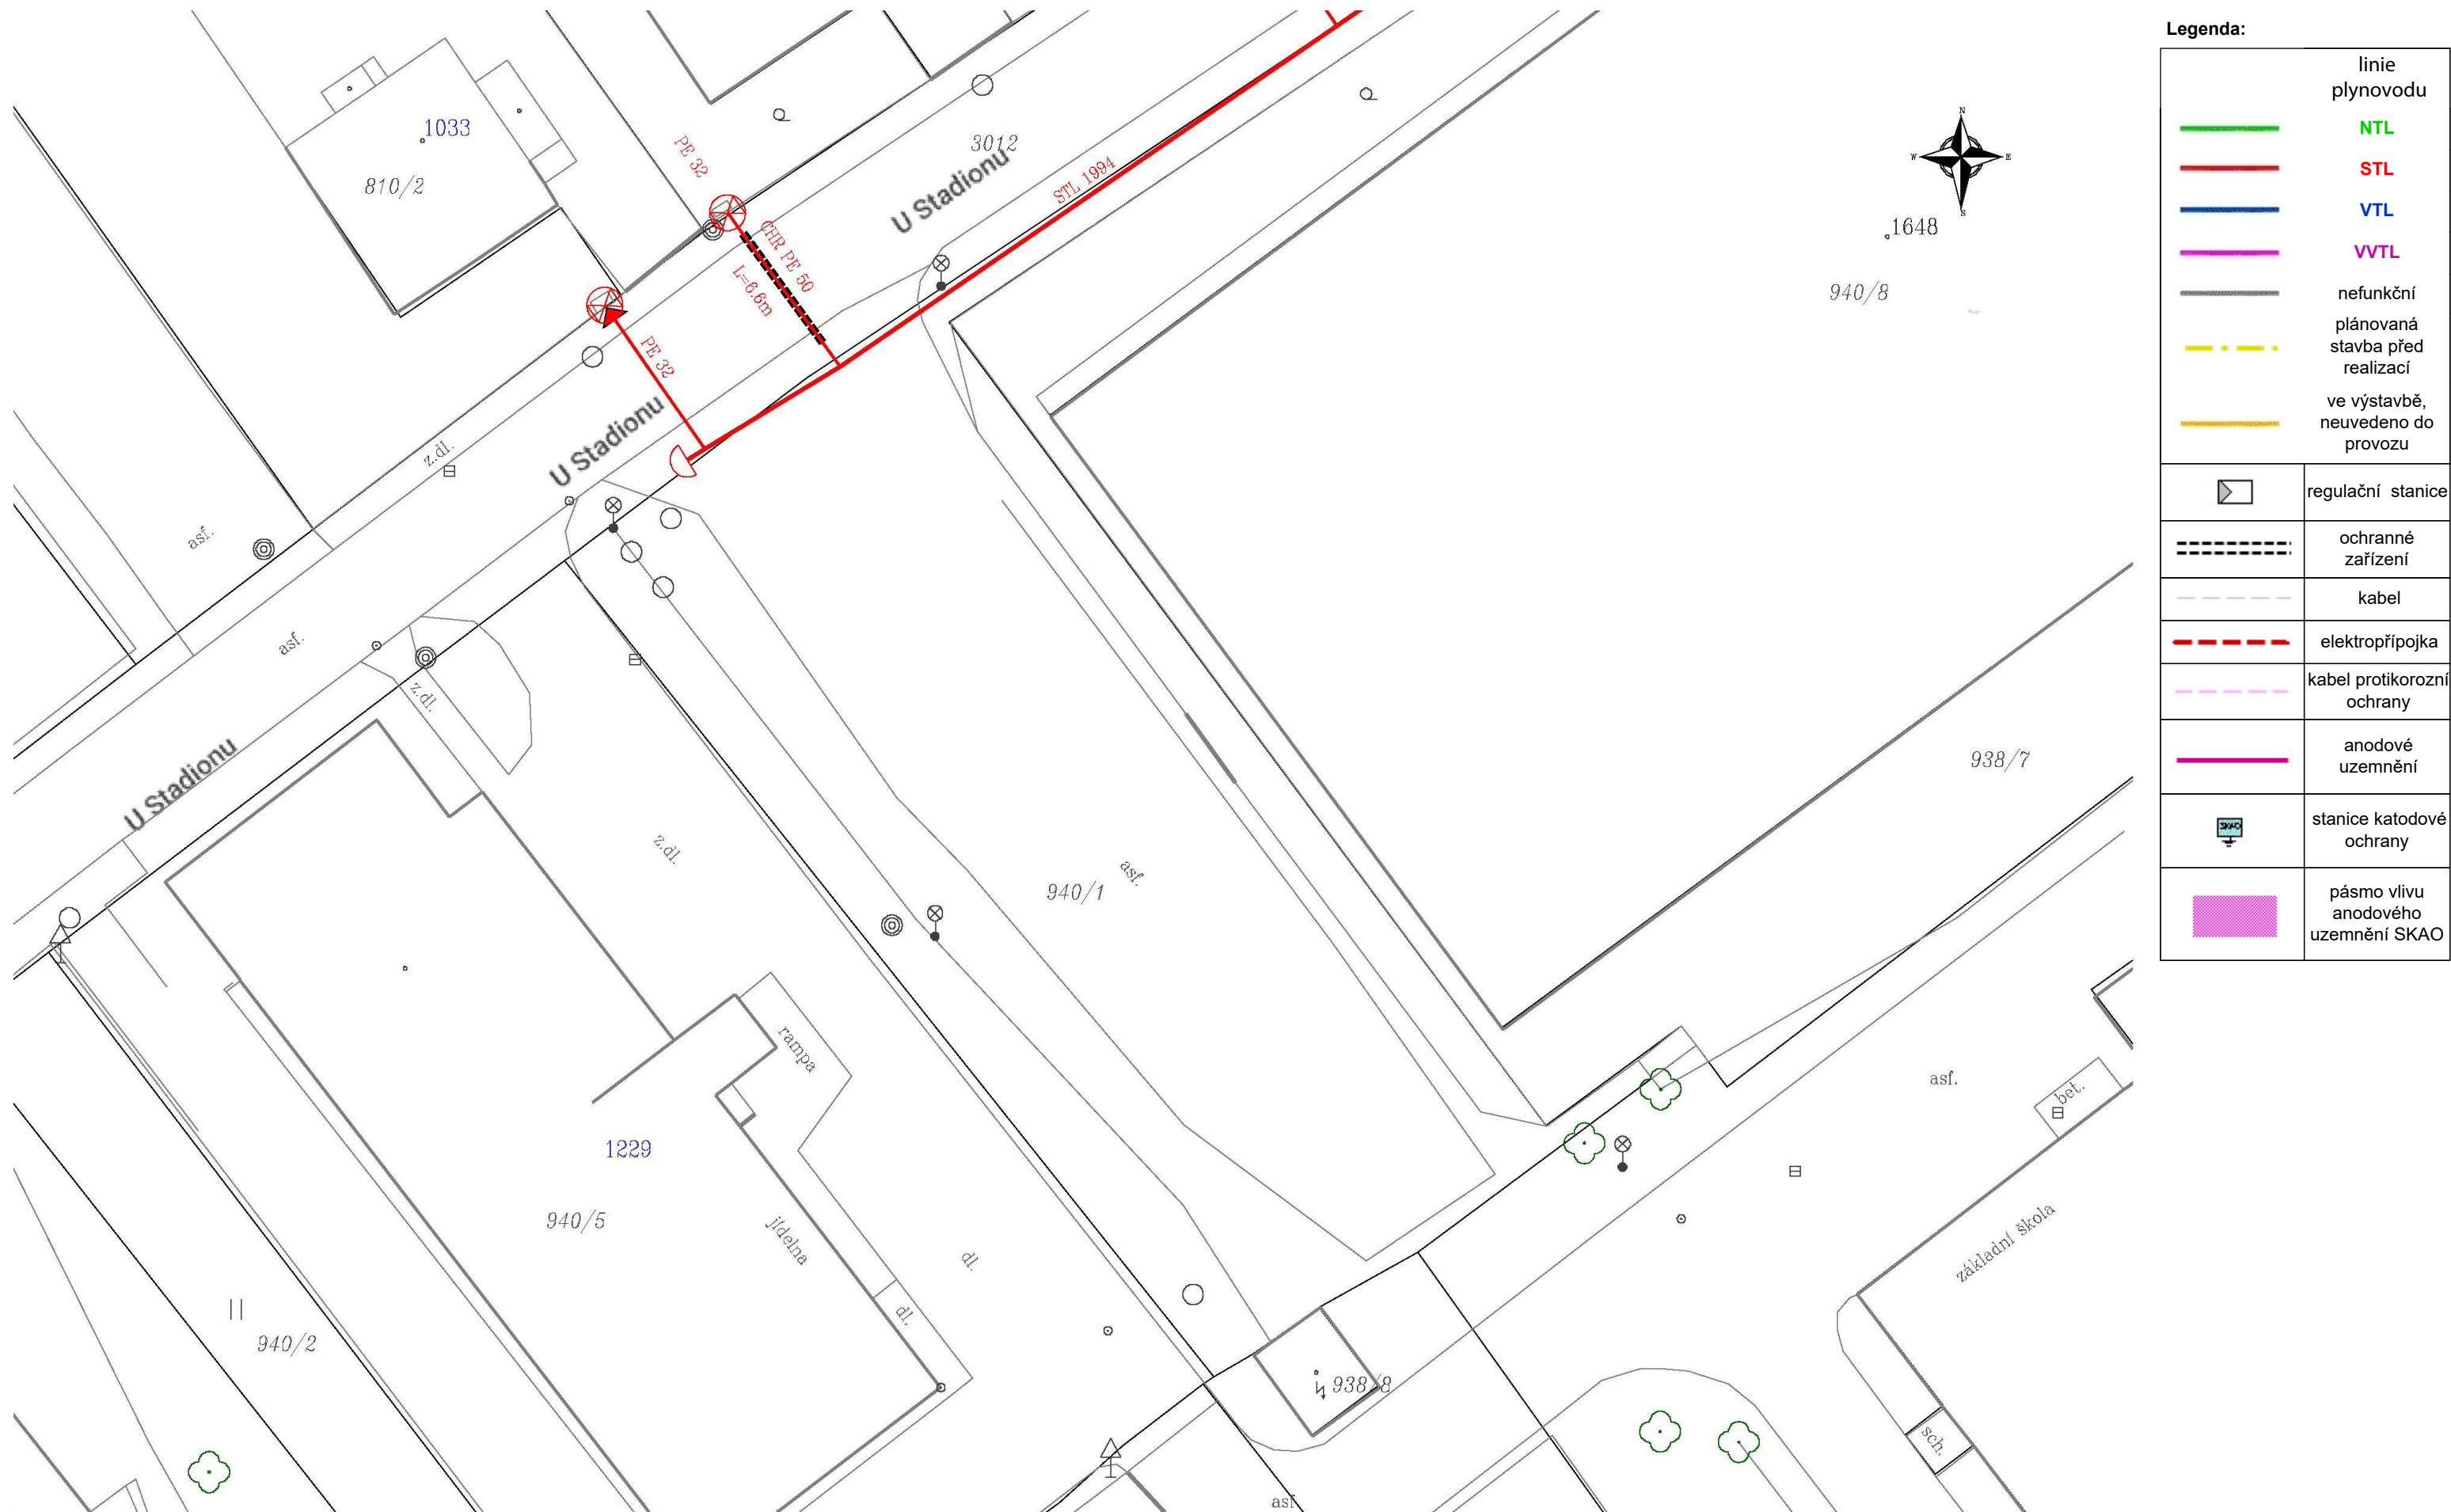 1033
810/2
PE 32
3012
U Stadionu
STL 1994
CHR PE 50
L=6.6m
PE 32
N
W
E
S
1648
940/8
U Stadionu
z.dl.
asf.
asf.
z.dl.
U Stadionu
938/7
z.dl.
asf.
940/1
rampa
asf.
bet.
1229
940/5
jídelna
dl.
základní škola
dl.
940/2
938/8
sch.
asf.
Legenda:
linie
plynovodu
NTL
STL
VTL
VVTL
nefunkční
plánovaná
stavba před
realizací
ve výstavbě,
neuvedeno do
provozu
regulační stanice
ochranné
zařízení
kabel
elektropřípojka
kabel protikorozní
ochrany
anodové
uzemnění
SKAO
stanice katodové
ochrany
pásmo vlivu
anodového
uzemnění SKAO